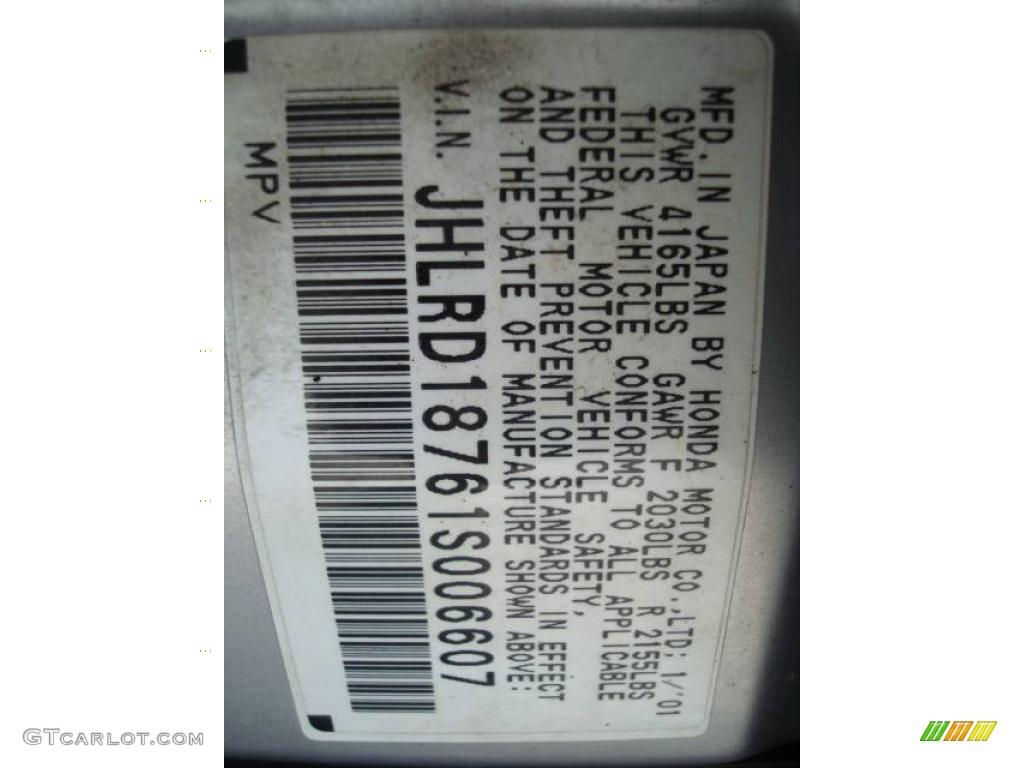 MFD. IN JAPAN BY HONDA MOTOR CO.,LTD; 1/'01
GVWR 4165LBS GAWR F 2030LBS R 2155LBS
THIS VEHICLE CONFORMS TO ALL APPLICABLE
FEDERAL MOTOR VEHICLE SAFETY,
AND THEFT PREVENTION STANDARDS IN EFFECT
ON THE DATE OF MANUFACTURE SHOWN ABOVE:
V.I.N. JHLRD18761S006607
MPV
GTCARLOT.COM